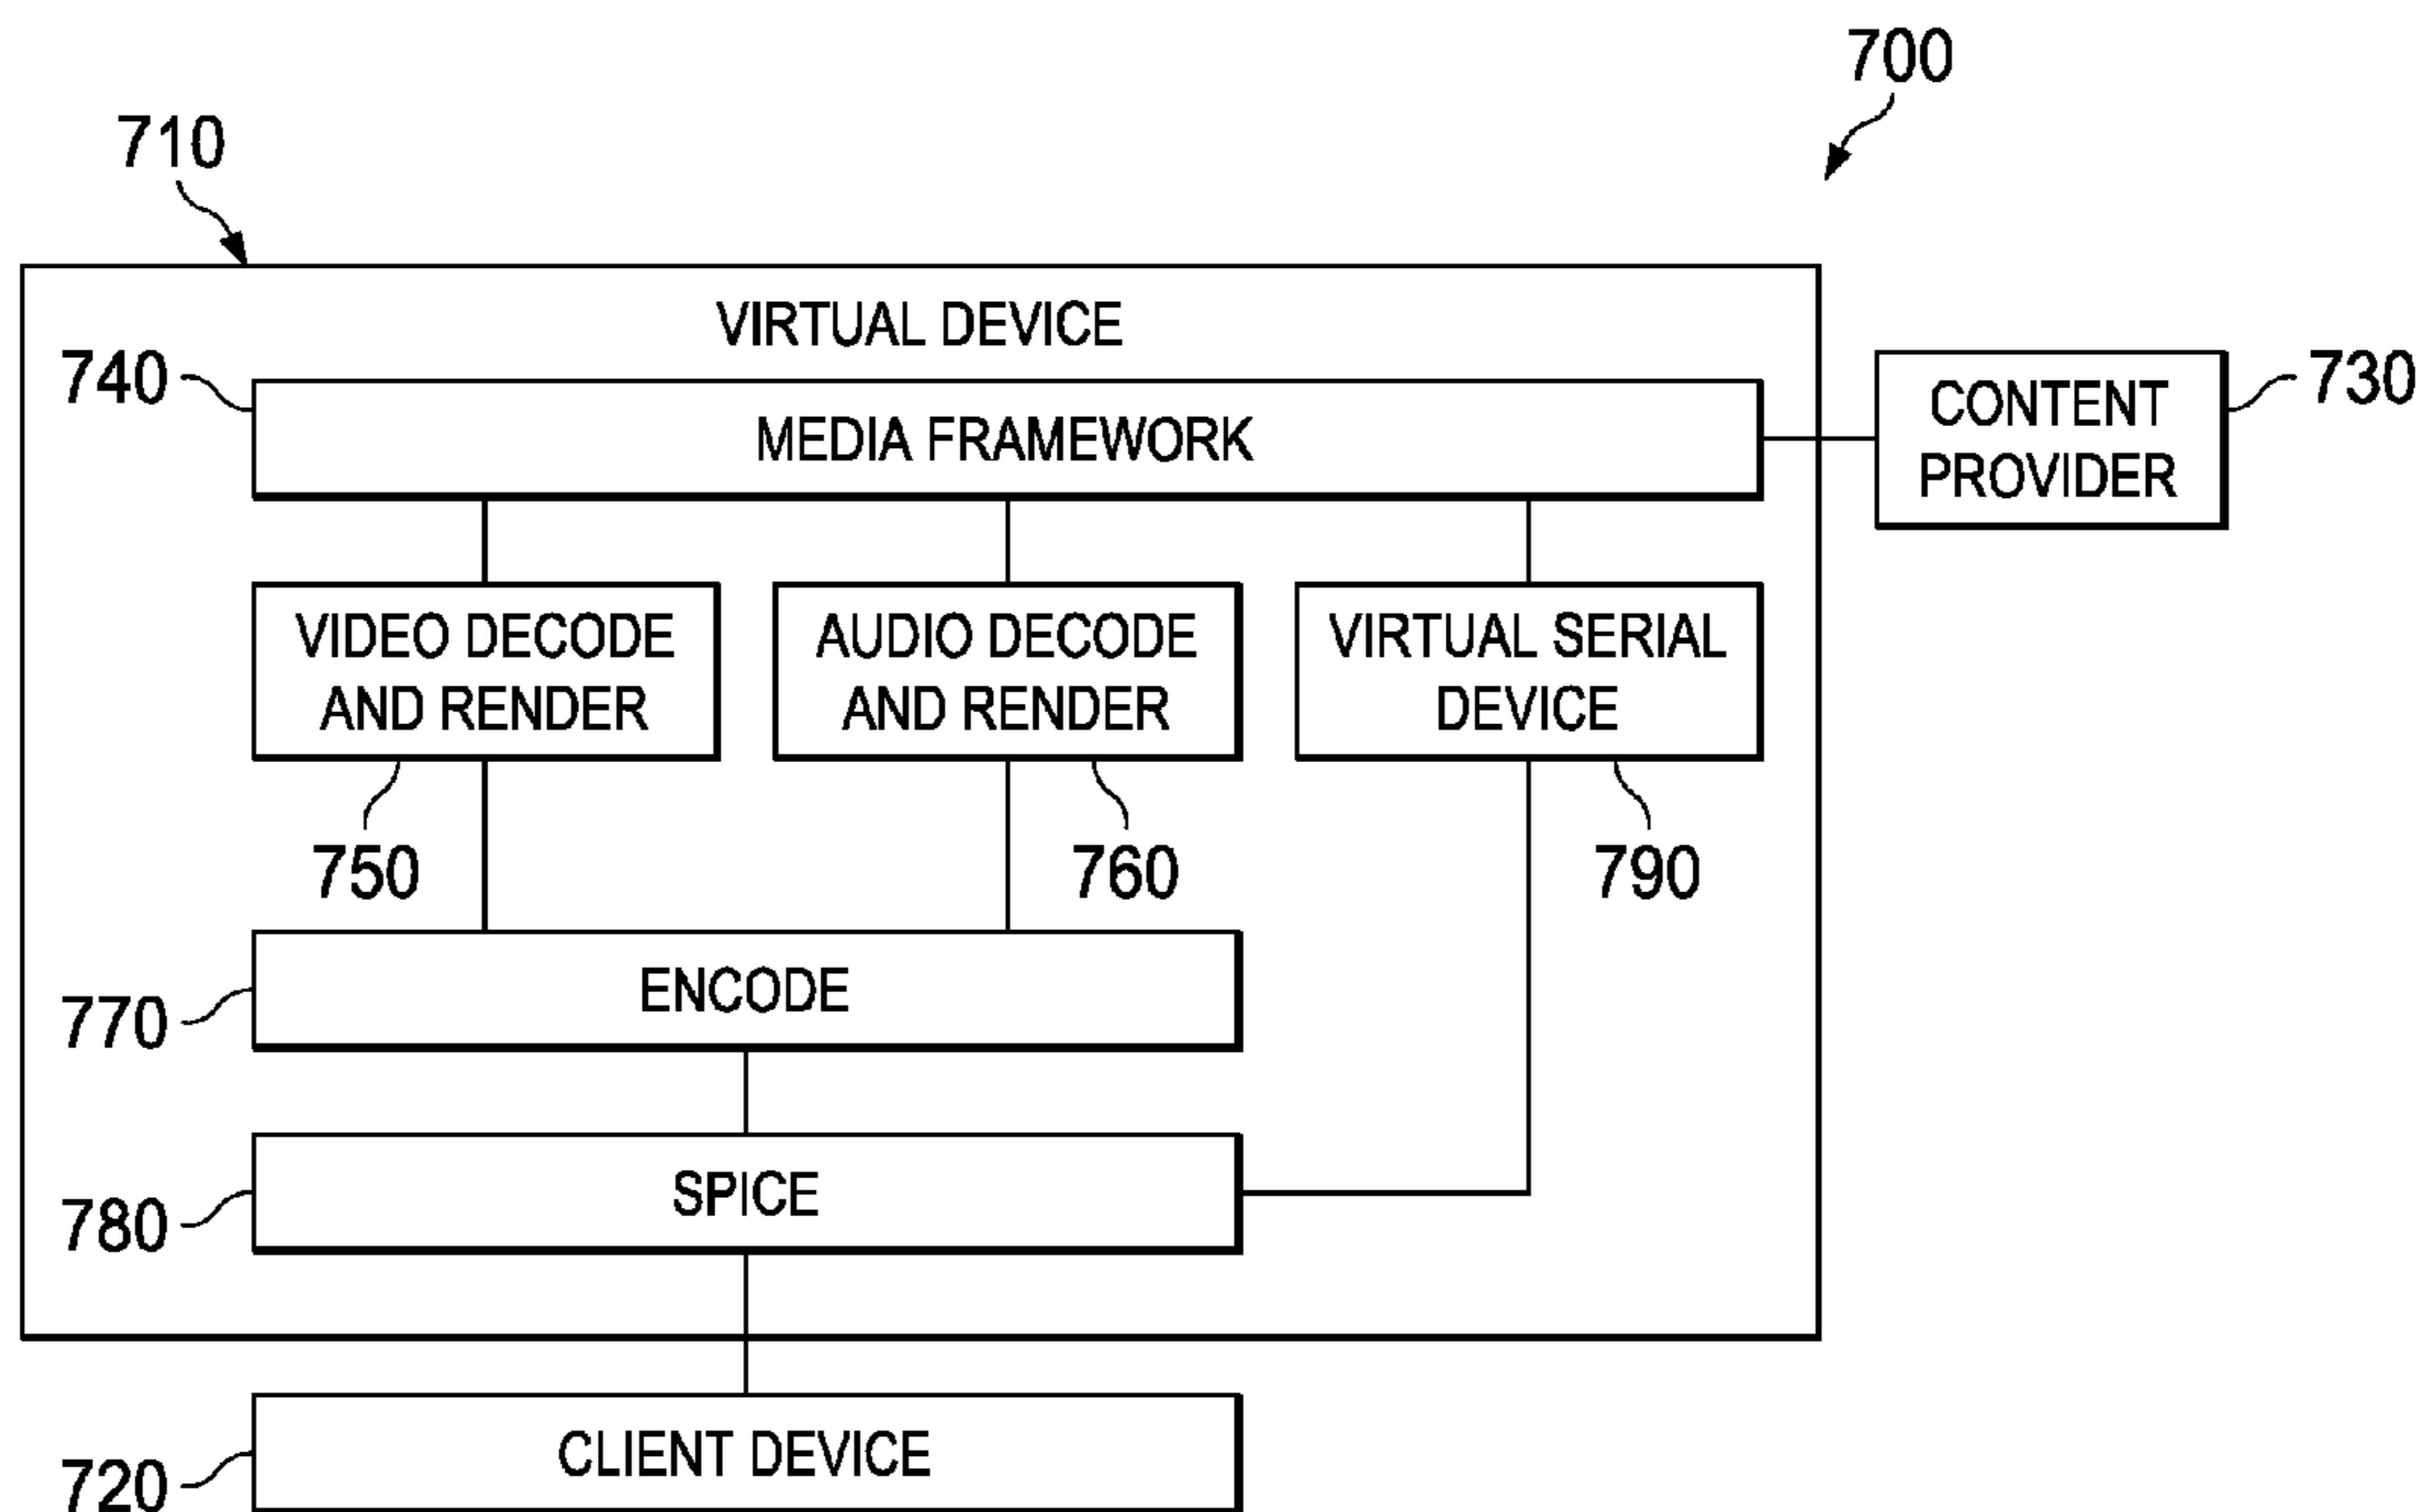 700
710
VIRTUAL DEVICE
740
MEDIA FRAMEWORK
CONTENT
PROVIDER
730
VIDEO DECODE
AND RENDER
AUDIO DECODE
AND RENDER
VIRTUAL SERIAL
DEVICE
750
760
790
ENCODE
770
SPICE
780
CLIENT DEVICE
720